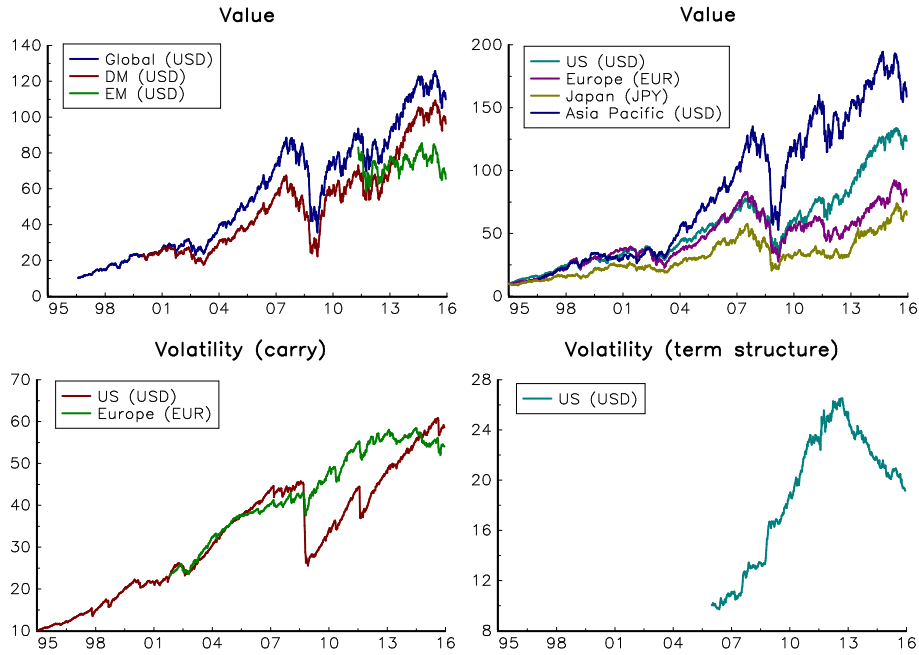 Value
140
120
100
80
60
40
20
0
Global (USD)
DM (USD)
EM (USD)
95 98 01 04 07 10 13 16
Value
200
150
100
50
0
US (USD)
Europe (EUR)
Japan (JPY)
Asia Pacific (USD)
95 98 01 04 07 10 13 16
Volatility (carry)
70
60
50
40
30
20
10
US (USD)
Europe (EUR)
95 98 01 04 07 10 13 16
Volatility (term structure)
28
24
20
16
12
8
US (USD)
95 98 01 04 07 10 13 16